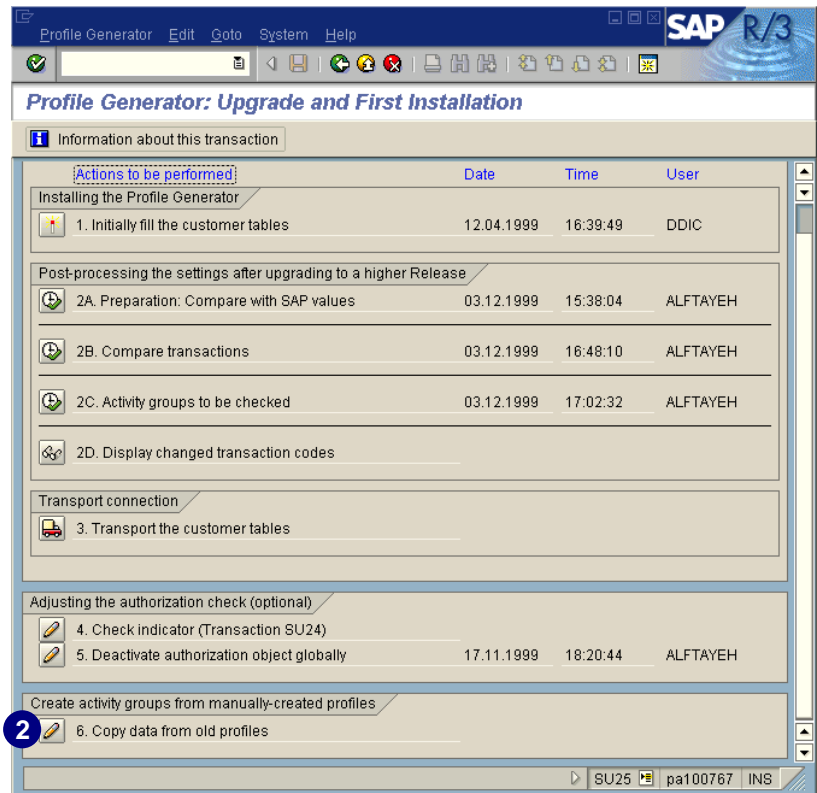 Profile Generator Edit Goto System Help
SAP R/3
Profile Generator: Upgrade and First Installation
Information about this transaction
Actions to be performed Date Time User
Installing the Profile Generator
1. Initially fill the customer tables 12.04.1999 16:39:49 DDIC
Post-processing the settings after upgrading to a higher Release
2A. Preparation: Compare with SAP values 03.12.1999 15:38:04 ALFTAYEH
2B. Compare transactions 03.12.1999 16:48:10 ALFTAYEH
2C. Activity groups to be checked 03.12.1999 17:02:32 ALFTAYEH
2D. Display changed transaction codes
Transport connection
3. Transport the customer tables
Adjusting the authorization check (optional)
4. Check indicator (Transaction SU24)
5. Deactivate authorization object globally 17.11.1999 18:20:44 ALFTAYEH
Create activity groups from manually-created profiles
2 6. Copy data from old profiles
SU25 pa100767 INS